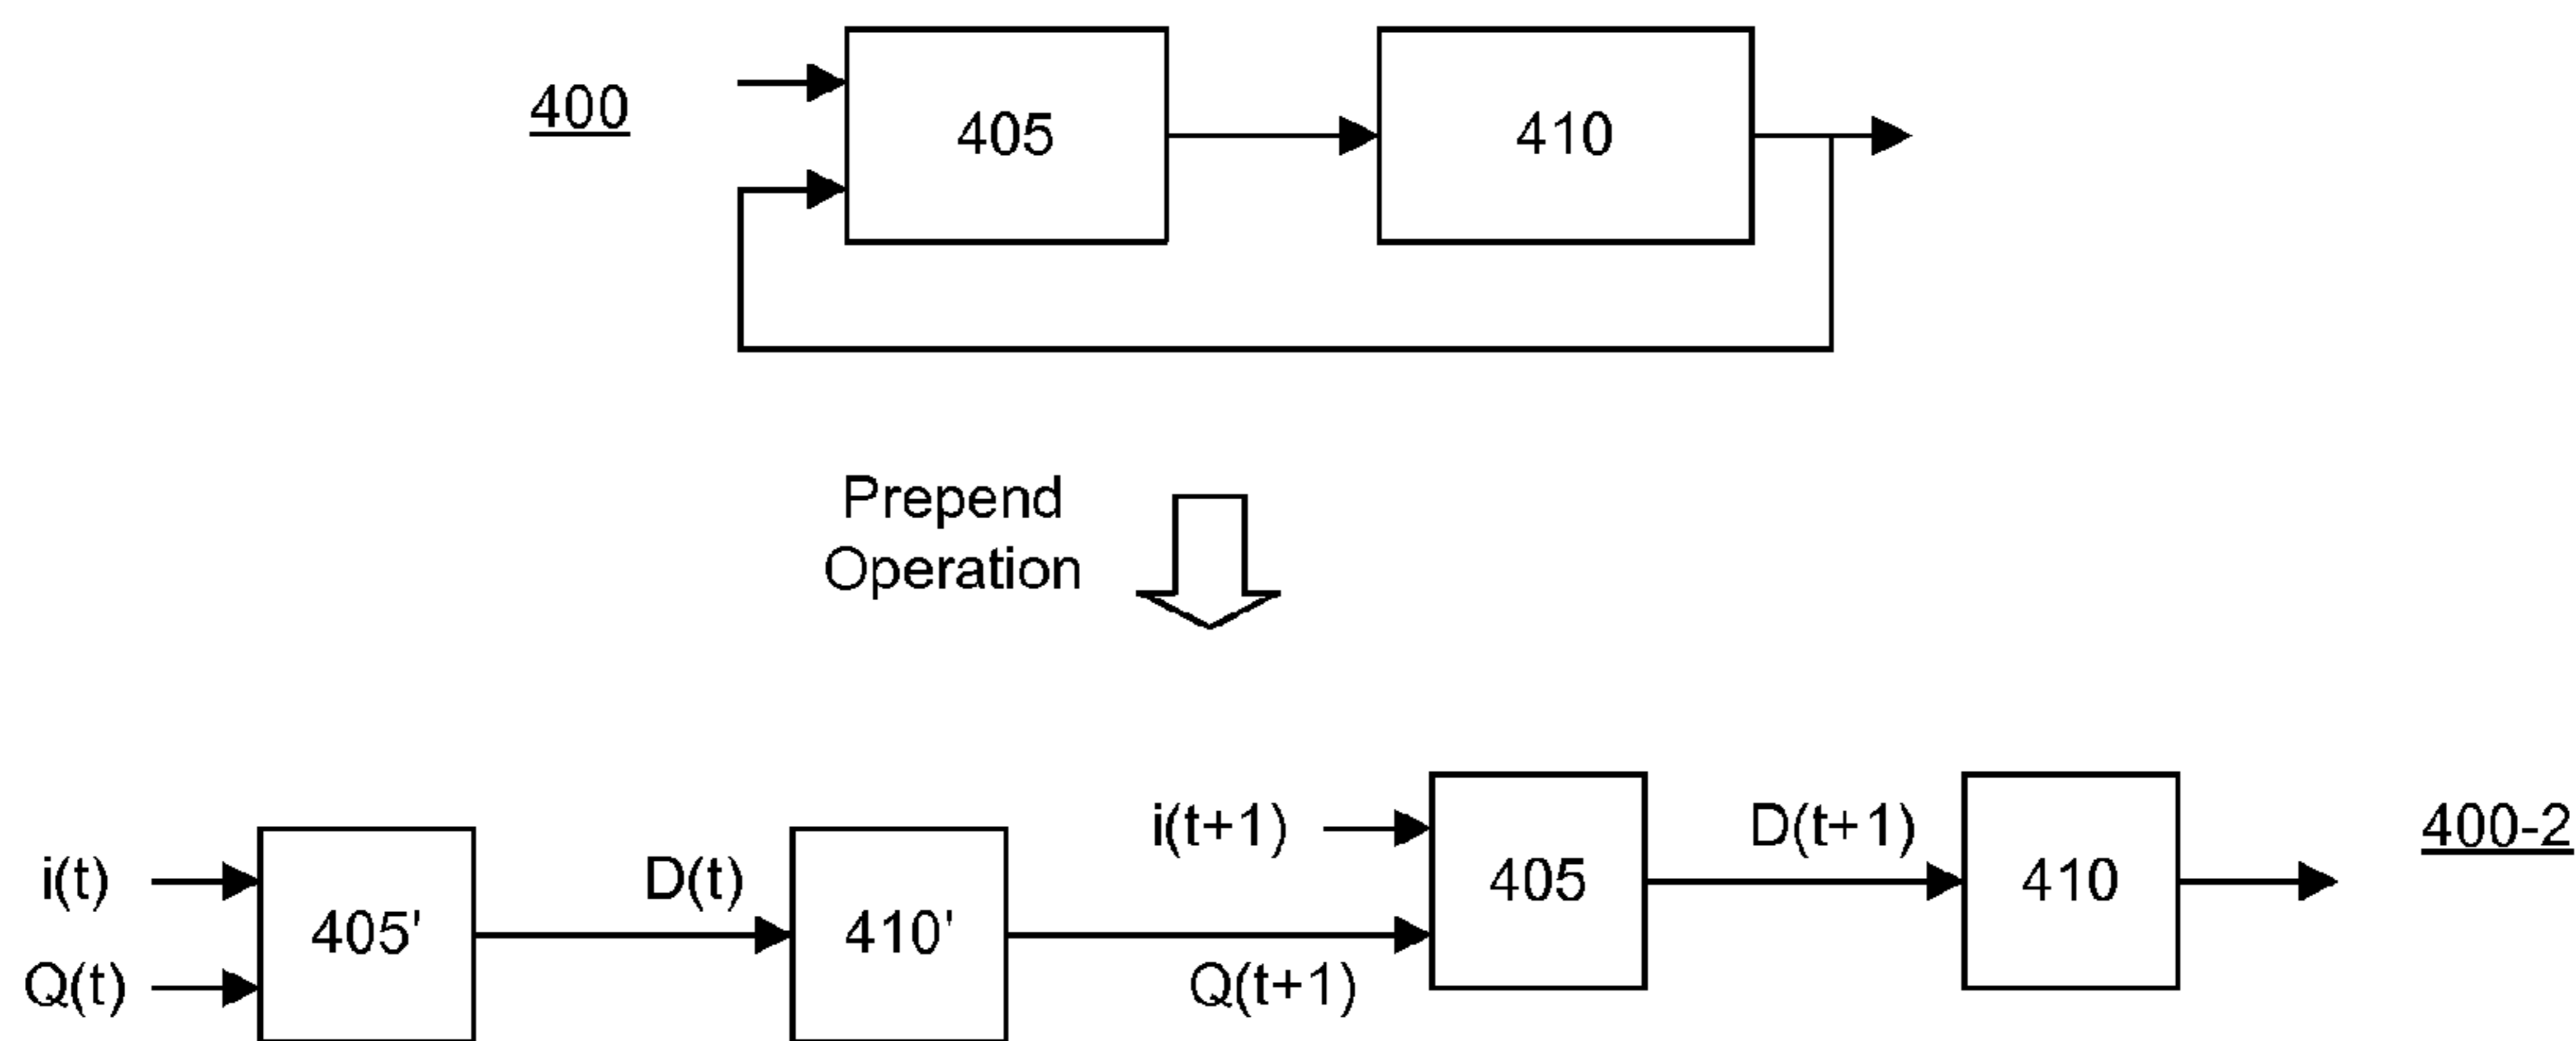 400
405
410
Prepend
Operation
i(t)
Q(t)
405'
D(t)
410'
i(t+1)
Q(t+1)
405
D(t+1)
410
400-2